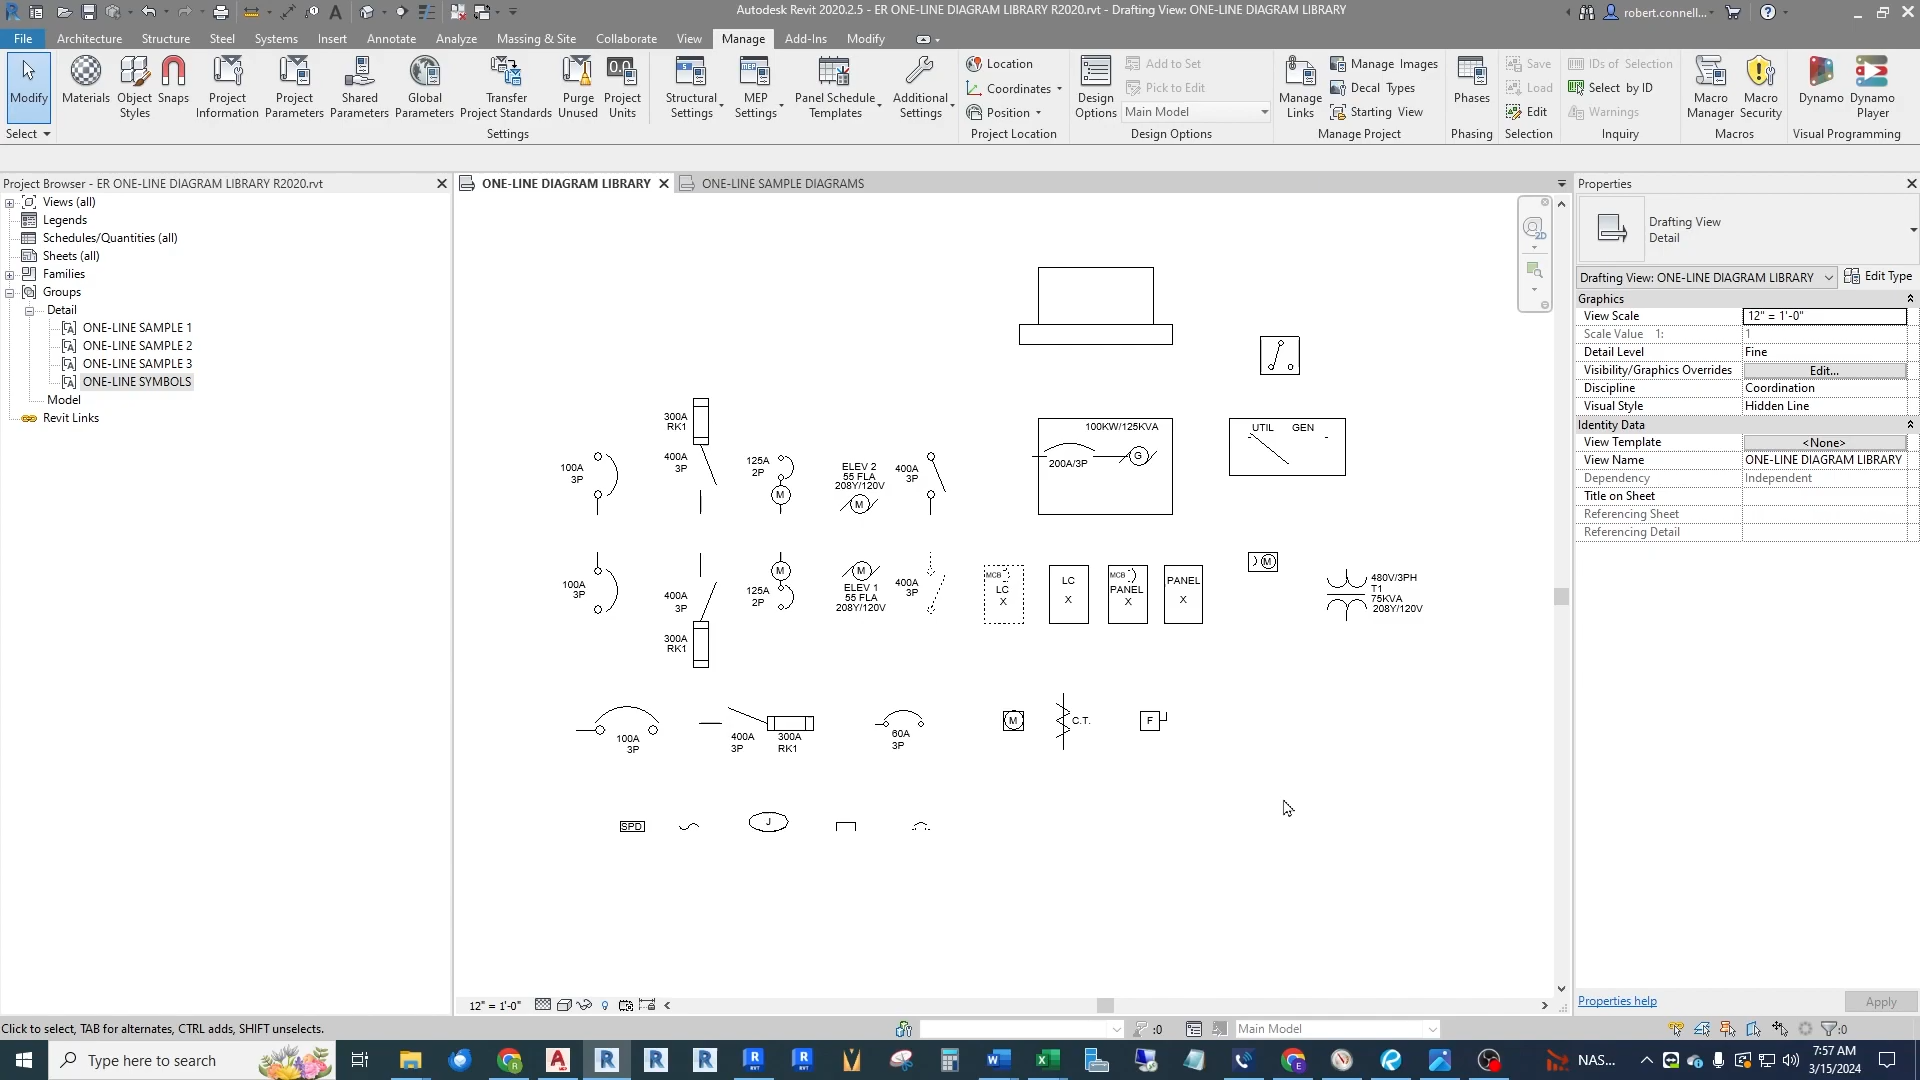 Autodesk Revit 2020.2.5 - ER ONE-LINE DIAGRAM LIBRARY R2020.rvt - Drafting View: ONE-LINE DIAGRAM LIBRARY
robert.connell...
File Architecture Structure Steel Systems Insert Annotate Analyze Massing & Site Collaborate View Manage Add-Ins Modify
Modify
Materials
Object Styles
Snaps
Project Information
Project Parameters
Shared Parameters
Global Parameters
Transfer Project Standards
Purge Unused
Project Units
Structural Settings
MEP Settings
Panel Schedule Templates
Additional Settings
Location
Coordinates
Position
Design Options
Add to Set
Pick to Edit
Main Model
Manage Links
Manage Images
Decal Types
Starting View
Phases
Save
Load
Edit
IDs of Selection
Select by ID
Warnings
Macro Manager
Macro Security
Dynamo
Dynamo Player
Select
Settings
Project Location
Design Options
Manage Project
Phasing
Selection
Inquiry
Macros
Visual Programming
Project Browser - ER ONE-LINE DIAGRAM LIBRARY R2020.rvt
Views (all)
Legends
Schedules/Quantities (all)
Sheets (all)
Families
Groups
Detail
ONE-LINE SAMPLE 1
ONE-LINE SAMPLE 2
ONE-LINE SAMPLE 3
ONE-LINE SYMBOLS
Model
Revit Links
ONE-LINE DIAGRAM LIBRARY
ONE-LINE SAMPLE DIAGRAMS
2D
100A
3P
300A
RK1
400A
3P
125A
2P
M
ELEV 2
55 FLA
208Y/120V
M
400A
3P
100KW/125KVA
200A/3P
G
UTIL GEN
100A
3P
400A
3P
300A
RK1
M
125A
2P
M
ELEV 1
55 FLA
208Y/120V
400A
3P
MCB
LC
X
LC
X
MCB
PANEL
X
PANEL
X
M
480V/3PH
T1
75KVA
208Y/120V
100A
3P
400A
3P
300A
RK1
60A
3P
M
C.T.
F
SPD
J
12" = 1'-0"
Properties
Drafting View
Detail
Drafting View: ONE-LINE DIAGRAM LIBRARY
Edit Type
Graphics
View Scale 12" = 1'-0"
Scale Value 1: 1
Detail Level Fine
Visibility/Graphics Overrides Edit...
Discipline Coordination
Visual Style Hidden Line
Identity Data
View Template <None>
View Name ONE-LINE DIAGRAM LIBRARY
Dependency Independent
Title on Sheet
Referencing Sheet
Referencing Detail
Properties help
Apply
Click to select, TAB for alternates, CTRL adds, SHIFT unselects.
:0
Main Model
:0
Type here to search
NAS...
7:57 AM
3/15/2024